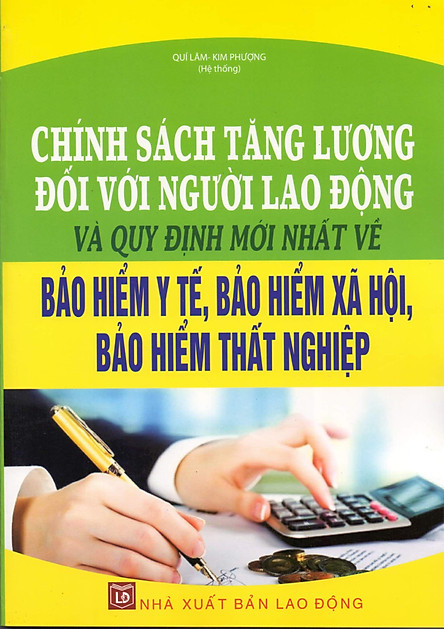 QUÍ LÂM- KIM PHƯỢNG
(Hệ thống)
CHÍNH SÁCH TĂNG LƯƠNG
ĐỐI VỚI NGƯỜI LAO ĐỘNG
VÀ QUY ĐỊNH MỚI NHẤT VỀ
BẢO HIỂM Y TẾ, BẢO HIỂM XÃ HỘI,
BẢO HIỂM THẤT NGHIỆP
LĐ
NHÀ XUẤT BẢN LAO ĐỘNG